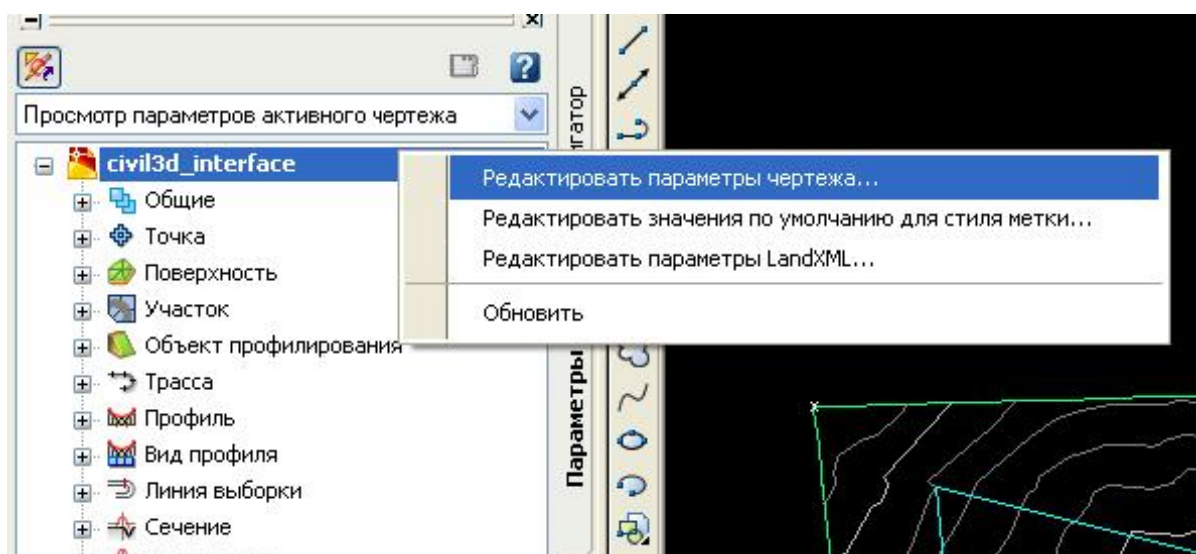 Просмотр параметров активного чертежа
civil3d_interface
Общие
Точка
Поверхность
Участок
Объект профилирования
Трасса
Профиль
Вид профиля
Линия выборки
Сечение
Редактировать параметры чертежа...
Редактировать значения по умолчанию для стиля метки...
Редактировать параметры LandXML...
Обновить
Параметры